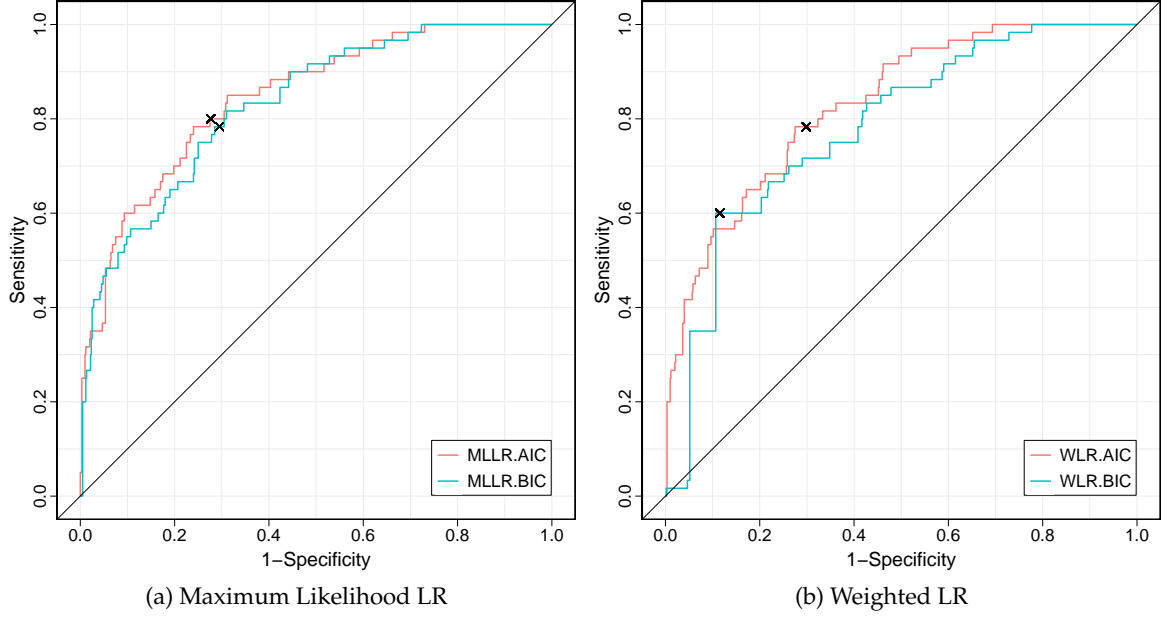 Sensitivity
1.0
0.8
0.6
0.4
0.2
0.0
MLLR.AIC
MLLR.BIC
0.0 0.2 0.4 0.6 0.8 1.0
1−Specificity
(a) Maximum Likelihood LR
Sensitivity
1.0
0.8
0.6
0.4
0.2
0.0
WLR.AIC
WLR.BIC
0.0 0.2 0.4 0.6 0.8 1.0
1−Specificity
(b) Weighted LR